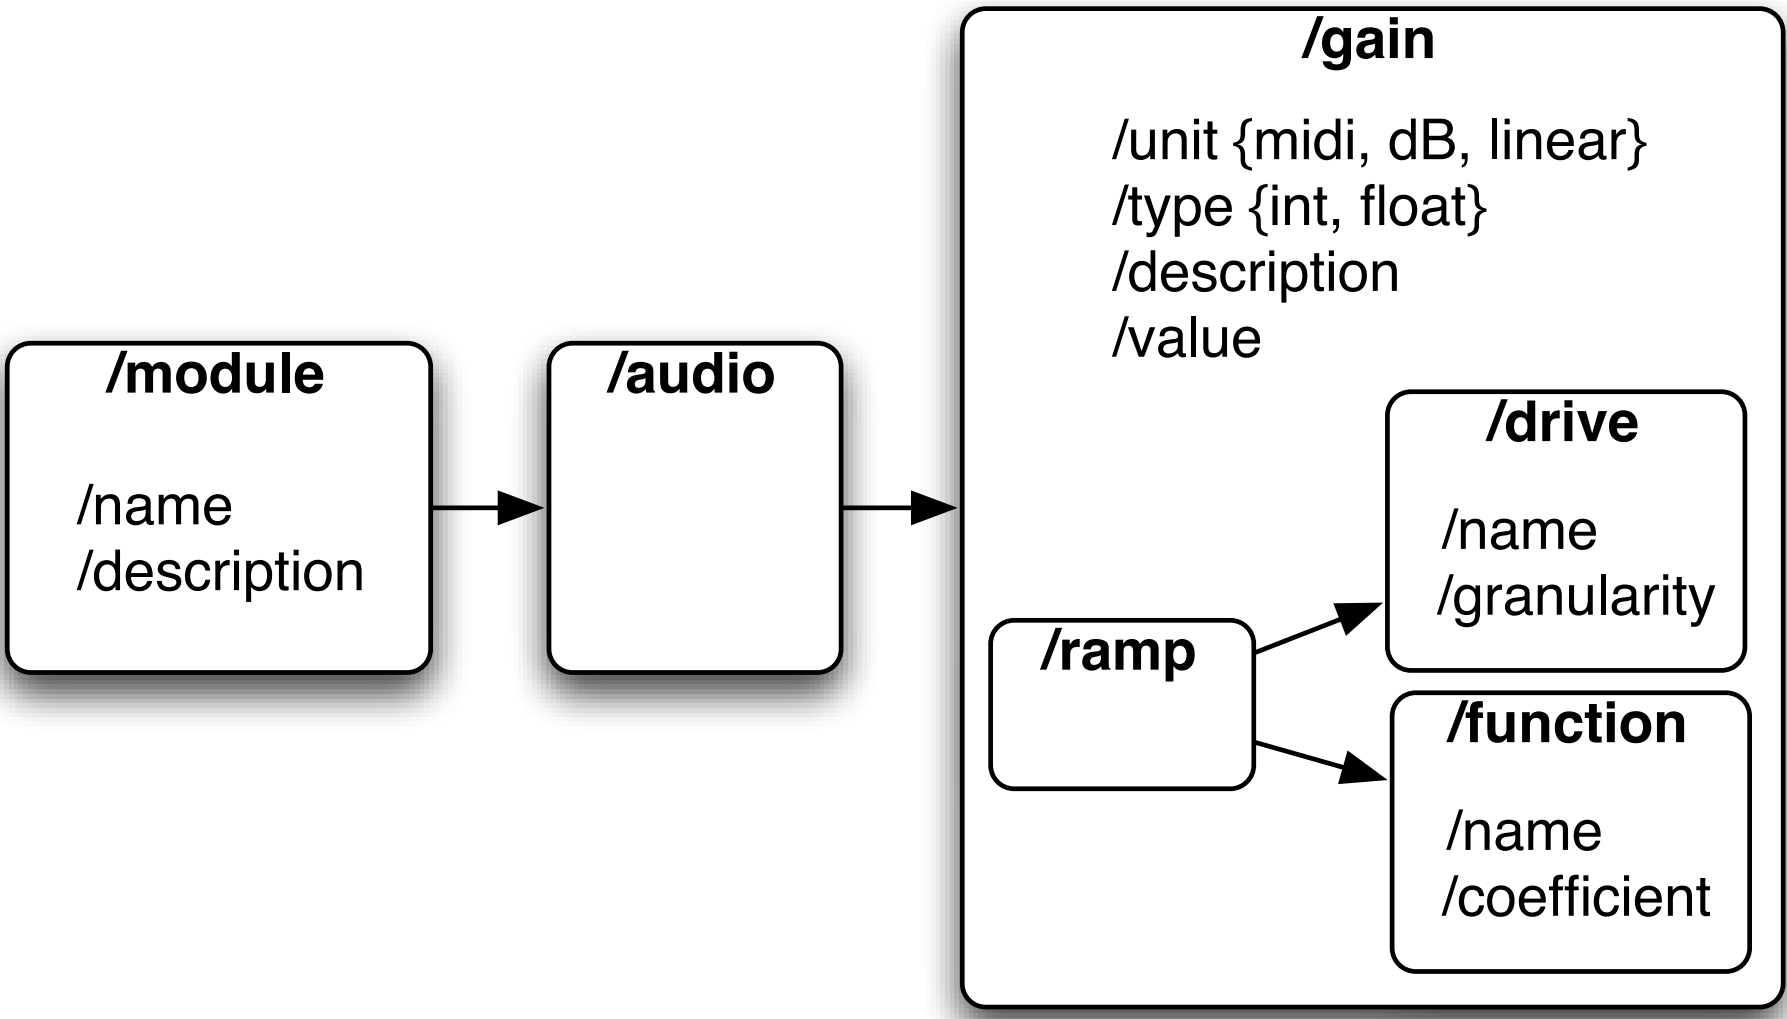 /module
/name
/description
/audio
/gain
/unit {midi, dB, linear}
/type {int, float}
/description
/value
/ramp
/drive
/name
/granularity
/function
/name
/coefficient